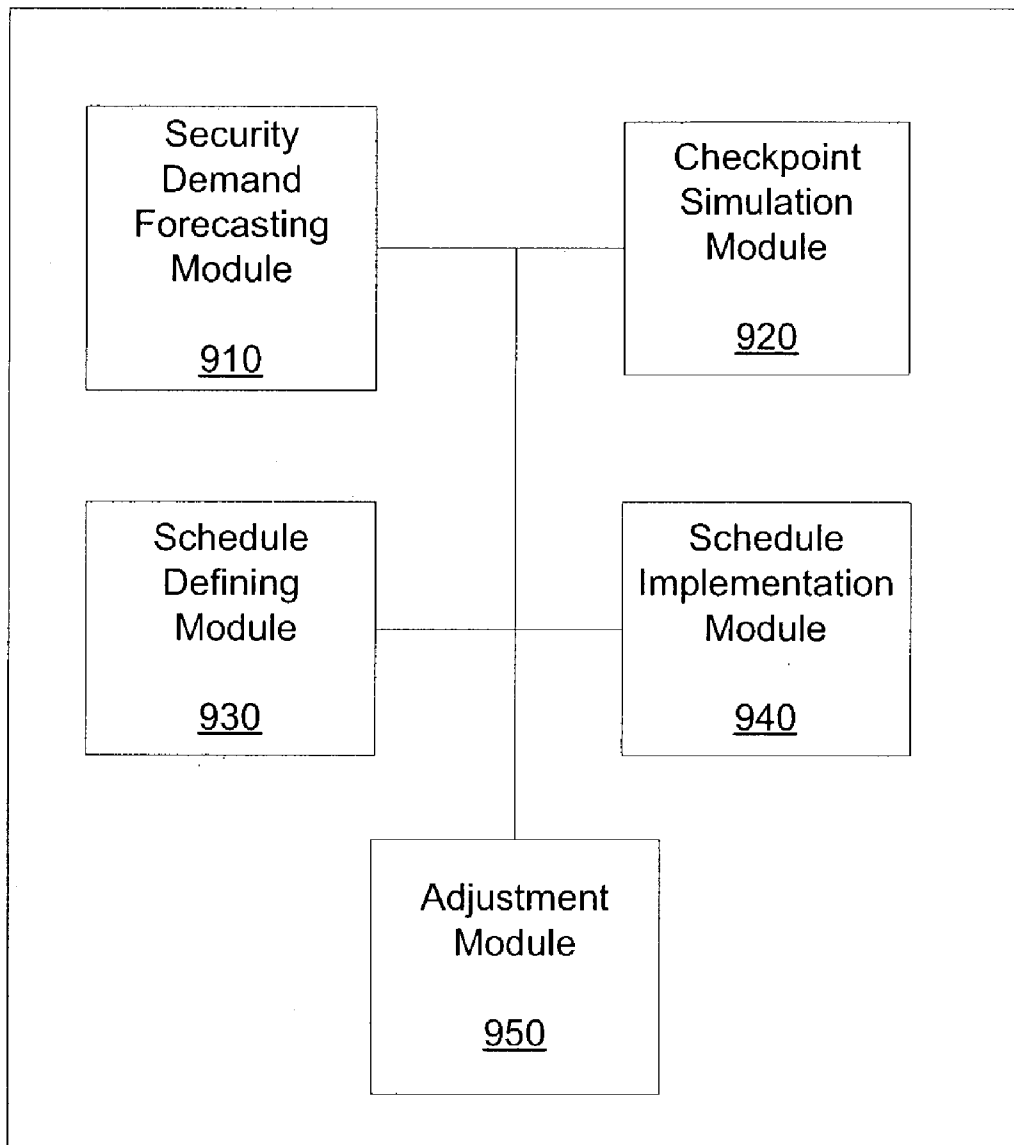 Security
Demand
Forecasting
Module
910
Checkpoint
Simulation
Module
920
Schedule
Defining
Module
930
Schedule
Implementation
Module
940
Adjustment
Module
950